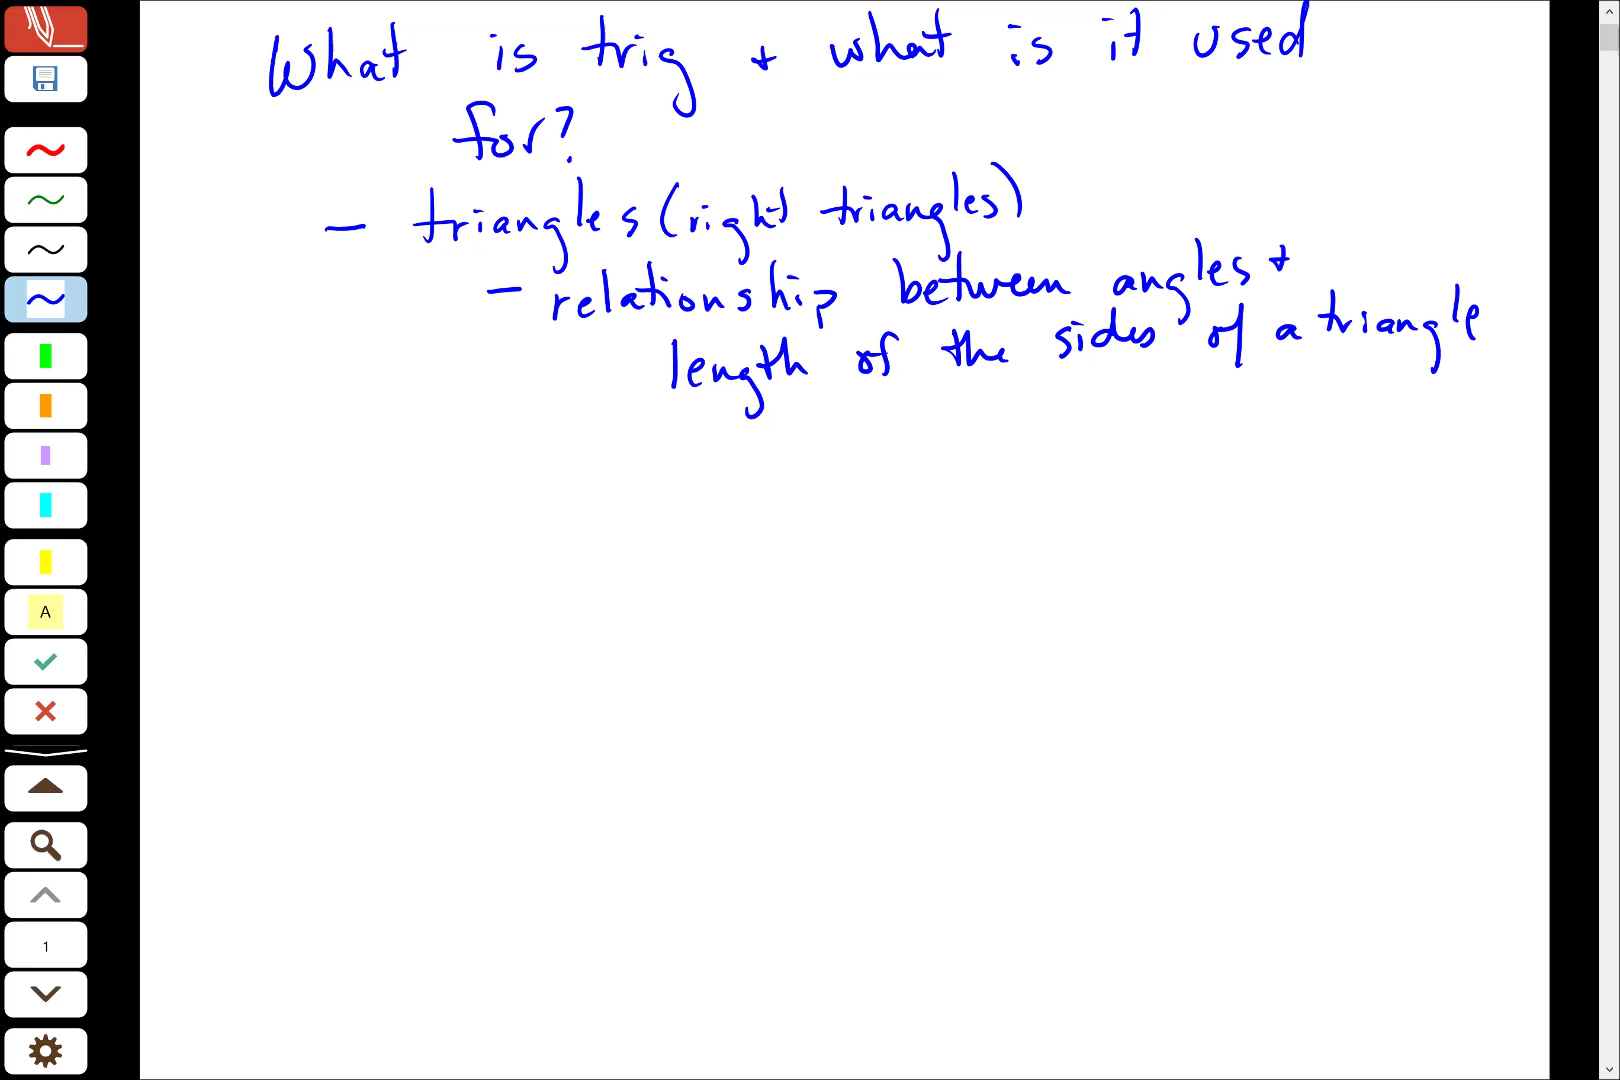 What is trig + what is it used
for?
- triangles (right triangles)
- relationship between angles +
length of the sides of a triangle
A
1